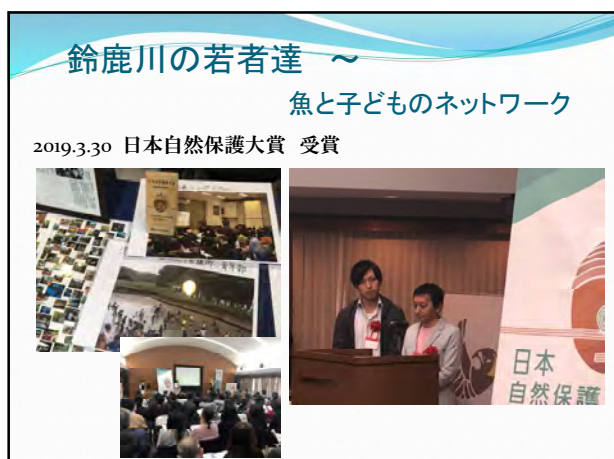 鈴鹿川の若者達 ～
魚と子どものネットワーク
2019.3.30 日本自然保護大賞 受賞
日本
自然保護